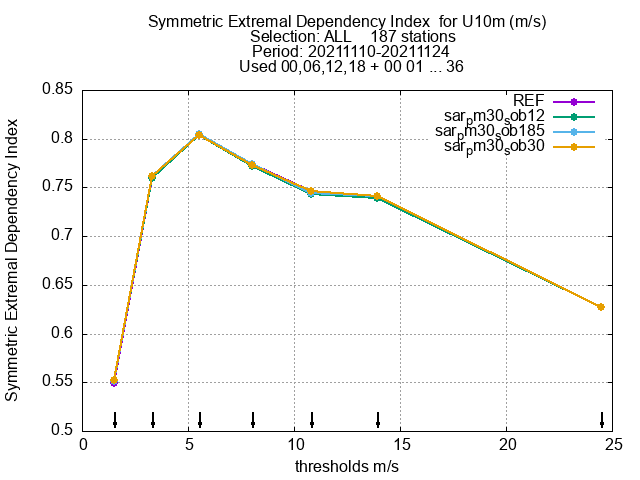 Symmetric Extremal Dependency Index  for U10m (m/s)
Selection: ALL    187 stations
Period: 20211110-20211124
Used 00,06,12,18 + 00 01 ... 36
REF
sar_pm30_sob12
sar_pm30_sob185
sar_pm30_sob30
Symmetric Extremal Dependency Index
0.85
0.8
0.75
0.7
0.65
0.6
0.55
0.5
0
5
10
15
20
25
thresholds m/s